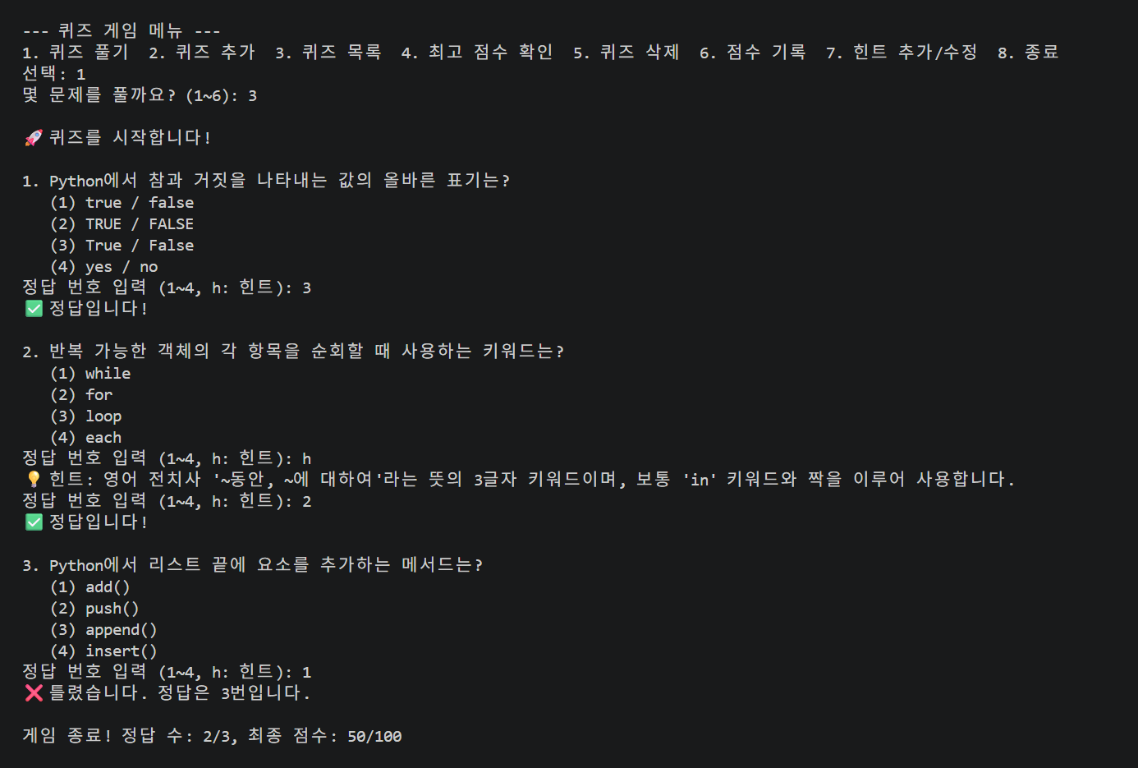 --- 퀴즈 게임 메뉴 ---
1. 퀴즈 풀기  2. 퀴즈 추가  3. 퀴즈 목록  4. 최고 점수 확인  5. 퀴즈 삭제  6. 점수 기록  7. 힌트 추가/수정  8. 종료
선택: 1
몇 문제를 풀까요? (1~6): 3
🚀 퀴즈를 시작합니다!
1. Python에서 참과 거짓을 나타내는 값의 올바른 표기는?
(1) true / false
(2) TRUE / FALSE
(3) True / False
(4) yes / no
정답 번호 입력 (1~4, h: 힌트): 3
✅ 정답입니다!
2. 반복 가능한 객체의 각 항목을 순회할 때 사용하는 키워드는?
(1) while
(2) for
(3) loop
(4) each
정답 번호 입력 (1~4, h: 힌트): h
💡 힌트: 영어 전치사 '~동안, ~에 대하여'라는 뜻의 3글자 키워드이며, 보통 'in' 키워드와 짝을 이루어 사용합니다.
정답 번호 입력 (1~4, h: 힌트): 2
✅ 정답입니다!
3. Python에서 리스트 끝에 요소를 추가하는 메서드는?
(1) add()
(2) push()
(3) append()
(4) insert()
정답 번호 입력 (1~4, h: 힌트): 1
❌ 틀렸습니다. 정답은 3번입니다.
게임 종료! 정답 수: 2/3, 최종 점수: 50/100